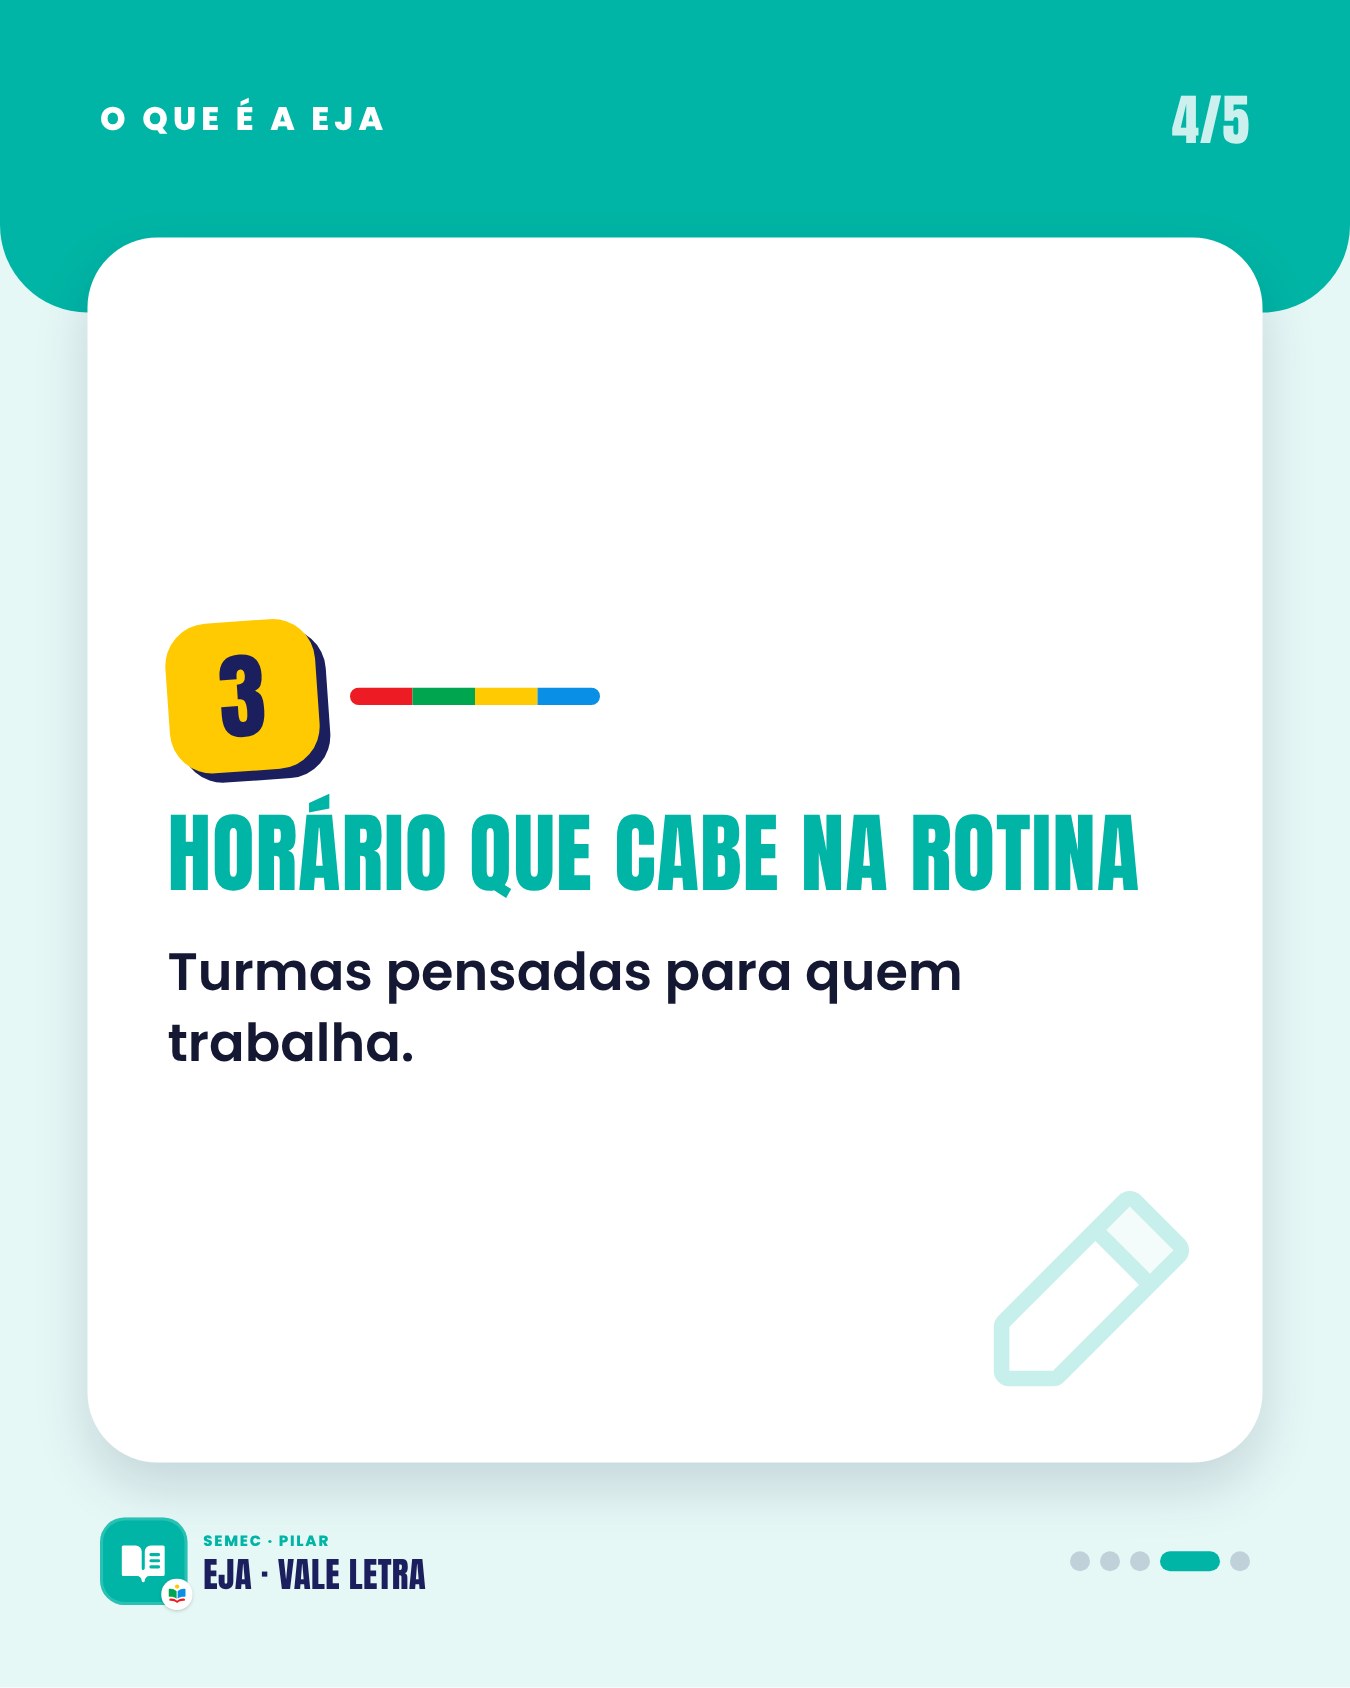 O QUE É A EJA
4/5
3
HORÁRIO QUE CABE NA ROTINA
Turmas pensadas para quem
trabalha.
SEMEC · PILAR
EJA · VALE LETRA